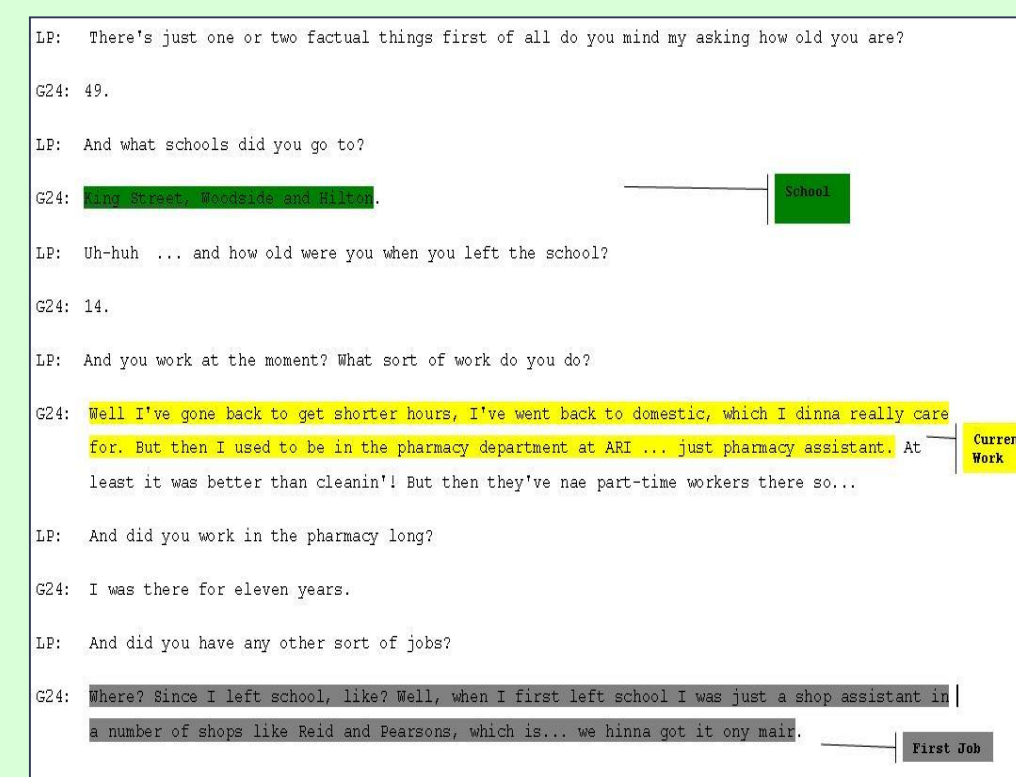 LP: There's just one or two factual things first of all do you mind my asking how old you are?
G24: 49.
LP: And what schools did you go to?
G24: King Street, Woodside and Hilton.
School
LP: Uh-huh ... and how old were you when you left the school?
G24: 14.
LP: And you work at the moment? What sort of work do you do?
G24: Well I've gone back to get shorter hours, I've went back to domestic, which I dinna really care
for. But then I used to be in the pharmacy department at ARI ... just pharmacy assistant. At
Curren
Work
least it was better than cleanin'! But then they've nae part-time workers there so...
LP: And did you work in the pharmacy long?
G24: I was there for eleven years.
LP: And did you have any other sort of jobs?
G24: Where? Since I left school, like? Well, when I first left school I was just a shop assistant in
a number of shops like Reid and Pearsons, which is... we hinna got it ony mair.
First Job